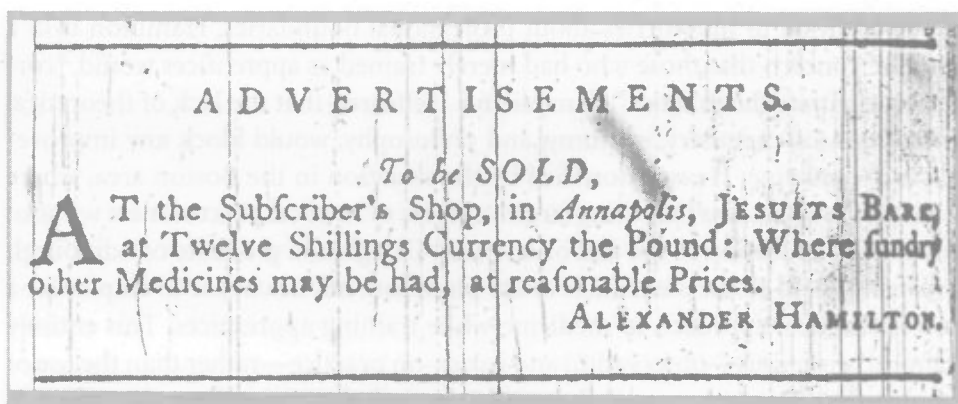 ADVERTISEMENTS.
To be SOLD,
AT the Subſcriber's Shop, in Annapolis, JESUITS BARK,
at Twelve Shillings Currency the Pound: Where ſundry
other Medicines may be had, at reaſonable Prices.
ALEXANDER HAMILTON.